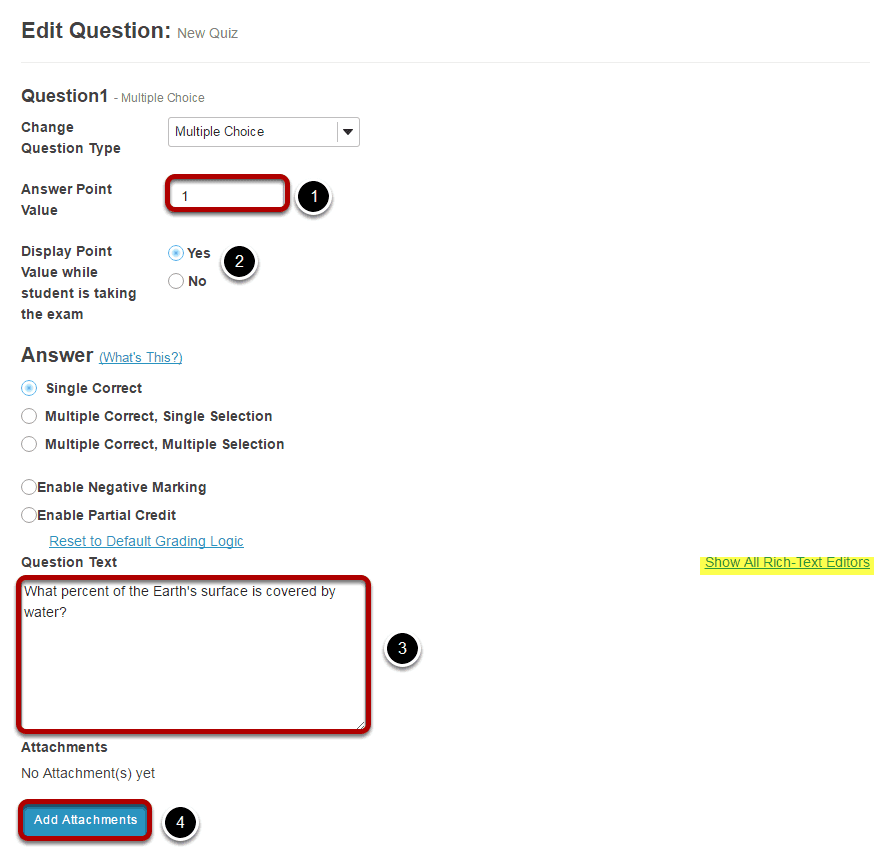 Edit Question: New Quiz
Question1 - Multiple Choice
Change
Question Type
Multiple Choice
Answer Point
Value
1
1
Display Point
Value while
student is taking
the exam
Yes
No
2
Answer (What's This?)
Single Correct
Multiple Correct, Single Selection
Multiple Correct, Multiple Selection
Enable Negative Marking
Enable Partial Credit
Reset to Default Grading Logic
Question Text
Show All Rich-Text Editors
What percent of the Earth's surface is covered by
water?
3
Attachments
No Attachment(s) yet
Add Attachments
4